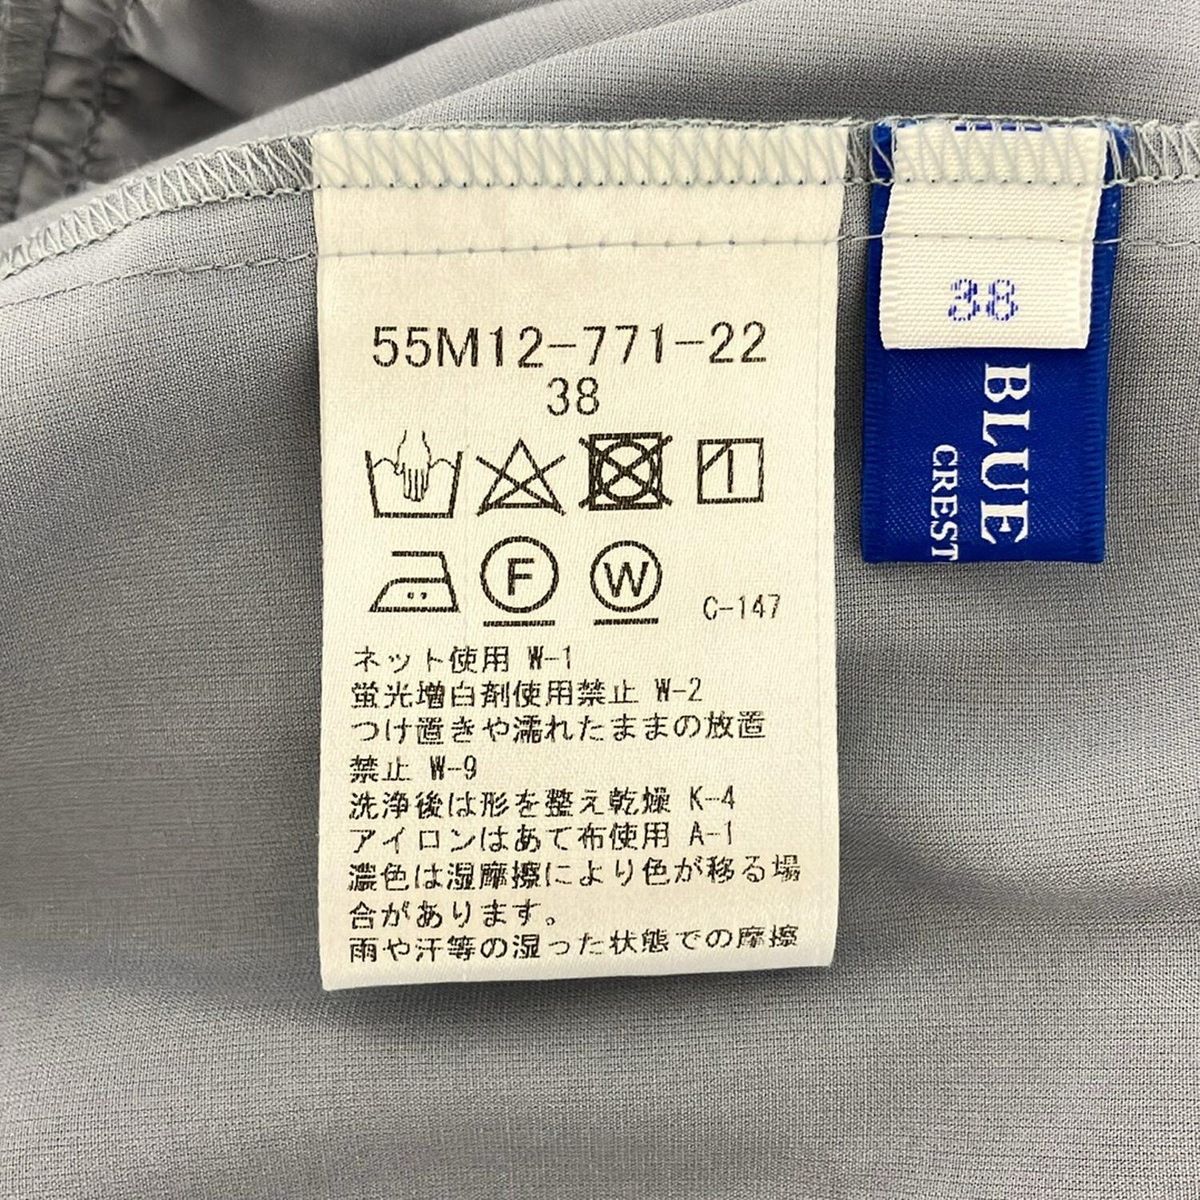 55M12-771-22
38
F
W
C-147
ネット使用 W-1
蛍光増白剤使用禁止 W-2
つけ置きや濡れたままの放置
禁止 W-9
洗浄後は形を整え乾燥 K-4
アイロンはあて布使用 A-1
濃色は湿摩擦により色が移る場
合があります。
雨や汗等の湿った状態での摩擦
38
BLUE
CREST